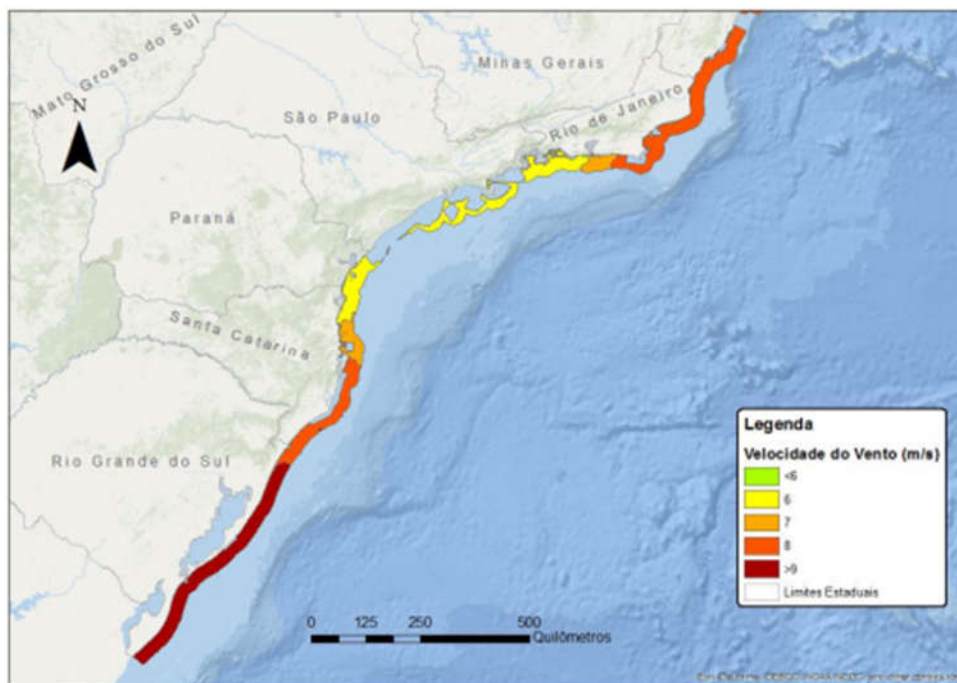 Mato Grosso do Sul
Minas Gerais
N
São Paulo
Rio de Janeiro
Paraná
Santa Catarina
Rio Grande do Sul
Legenda
Velocidade do Vento (m/s)
<6
6
7
8
>9
Limites Estaduais
0 125 250 500
Quilômetros